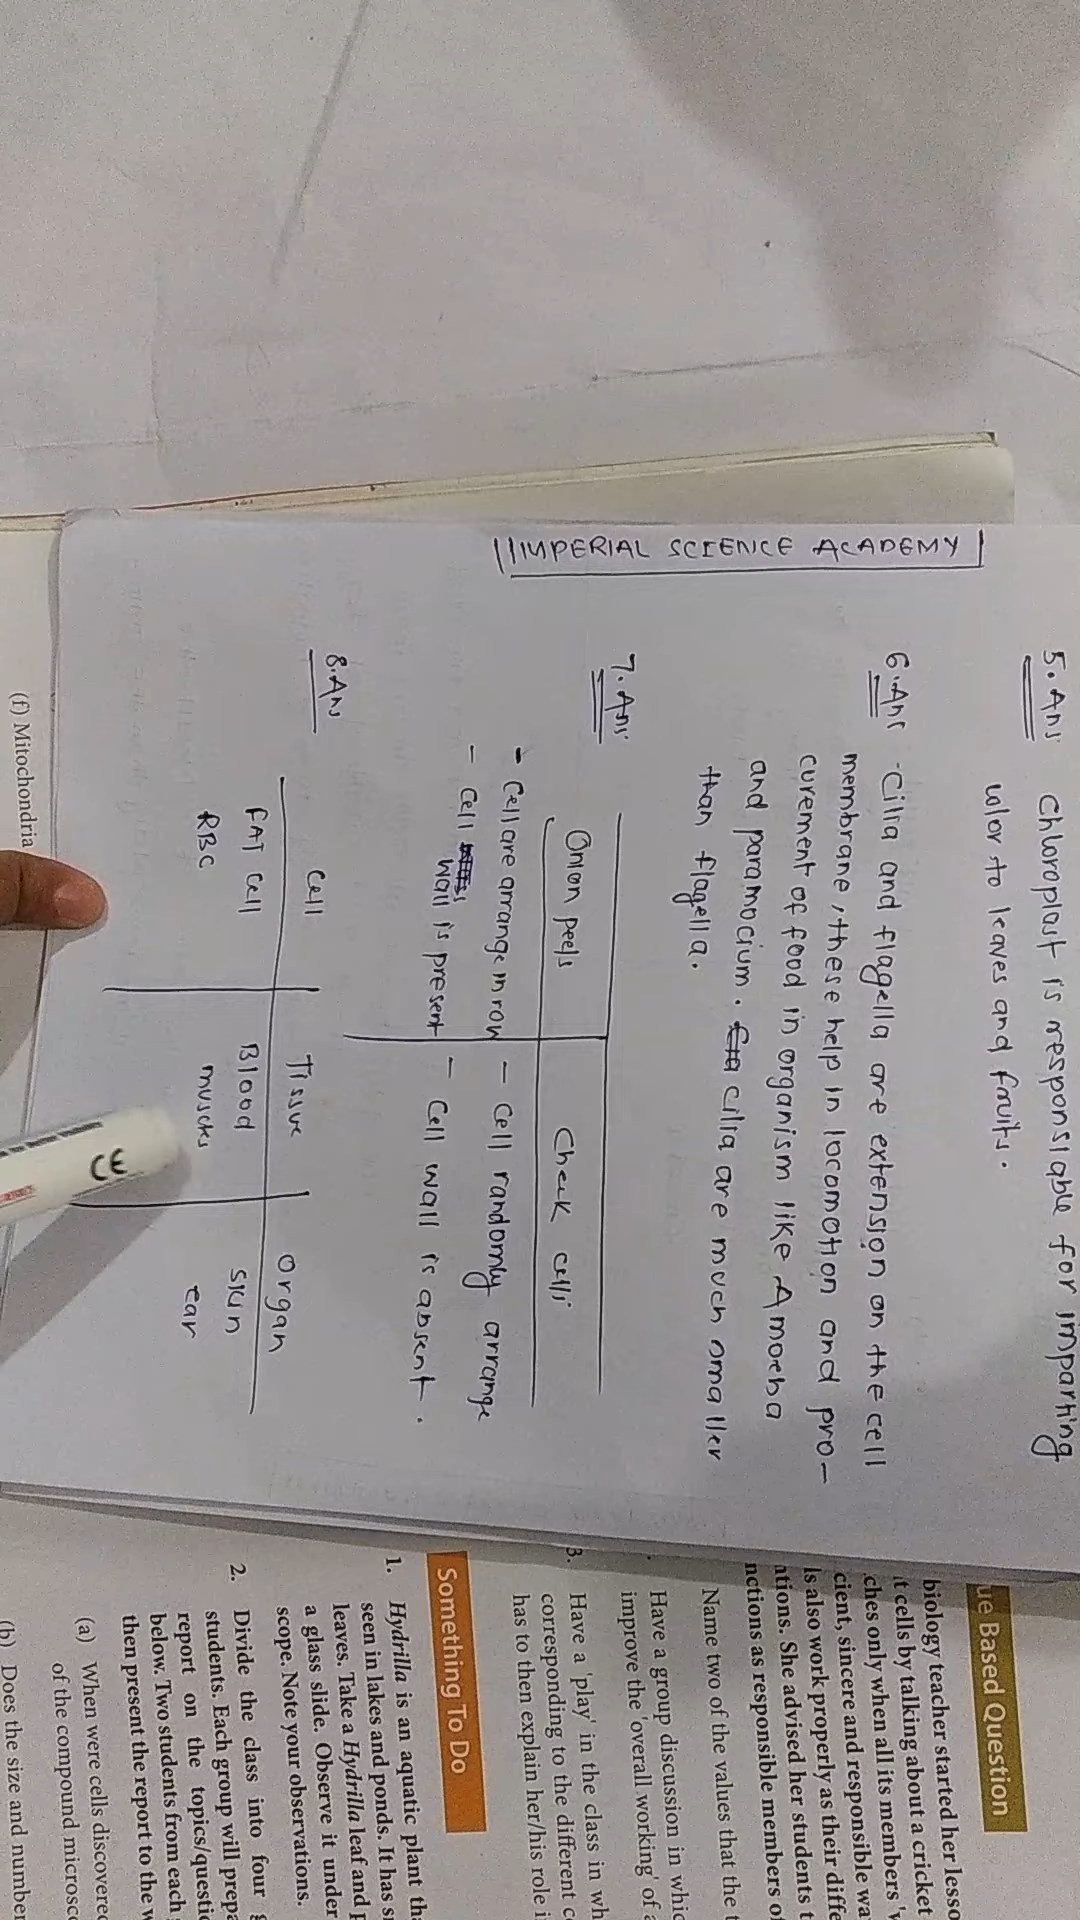 IMPERIAL SCIENCE ACADEMY
5. Ans Chloroplast is responsiable for imparting
color to leaves and fruits.
6. Ans - Cilia and flagella are extension on the cell
membrane, these help in locomotion and pro-
curement of food in organism like Amoeba
and paramocium. cilia are much smaller
than flagella.
7. Ans
Onion peels Cheek cells
- Cell are arrange in row - Cell randomly arrange
- Cell wall is present - Cell wall is absent.
8. Ans
Cell Tissue Organ
FAT Cell Blood skin
RBC muscles ear
(f) Mitochondria
ue Based Question
biology teacher started her lesso
t cells by talking about a cricket
ches only when all its members
cient, sincere and responsible wa
ls also work properly as their diffe
ations. She advised her students t
nctions as responsible members o
Name two of the values that the t
Have a group discussion in whic
improve the 'overall working' of a
3. Have a 'play' in the class in wh
corresponding to the different c
has to then explain her/his role i
Something To Do
1. Hydrilla is an aquatic plant tha
seen in lakes and ponds. It has s
leaves. Take a Hydrilla leaf and p
a glass slide. Observe it under
scope. Note your observations.
2. Divide the class into four g
students. Each group will prepa
report on the topics/questi
below. Two students from each
then present the report to the w
(a) When were cells discovered
of the compound microsc
(b) Does the size and number